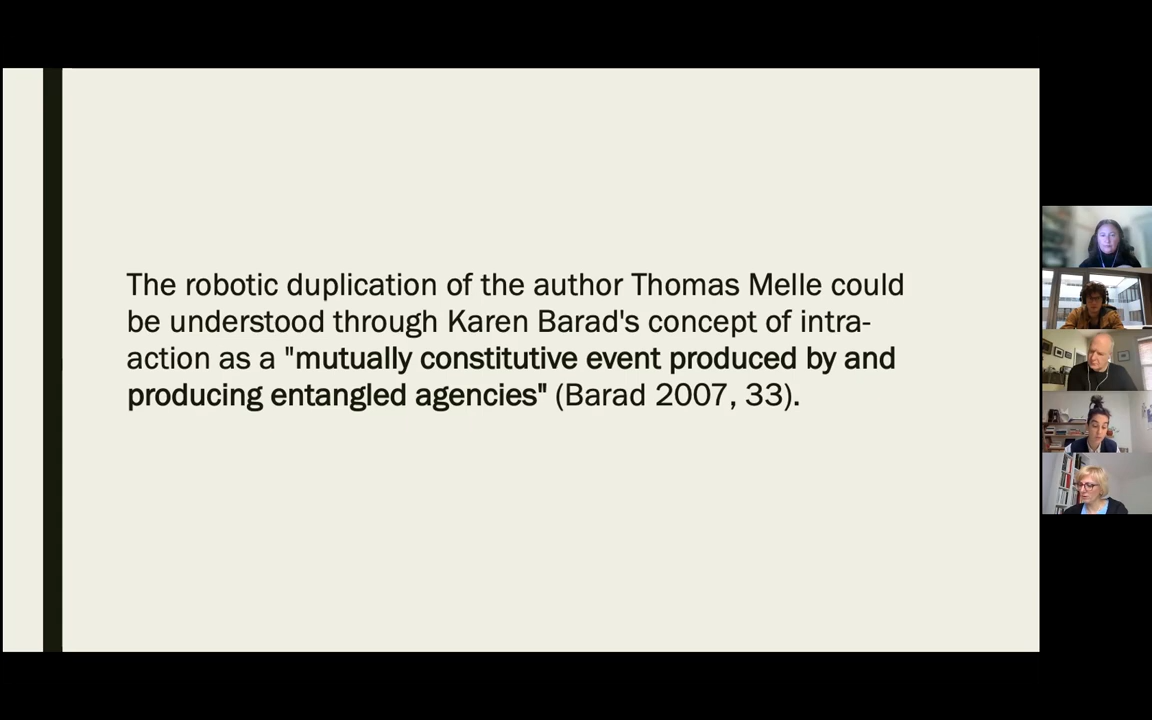 The robotic duplication of the author Thomas Melle could
be understood through Karen Barad's concept of intra-
action as a "mutually constitutive event produced by and
producing entangled agencies" (Barad 2007, 33).